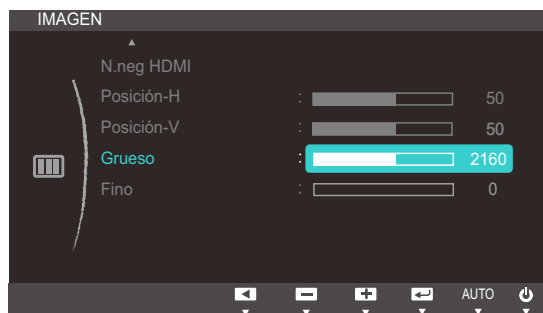 IMAGEN
N.neg HDMI
Posición-H : 50
Posición-V : 50
Grueso : 2160
Fino : 0
AUTO